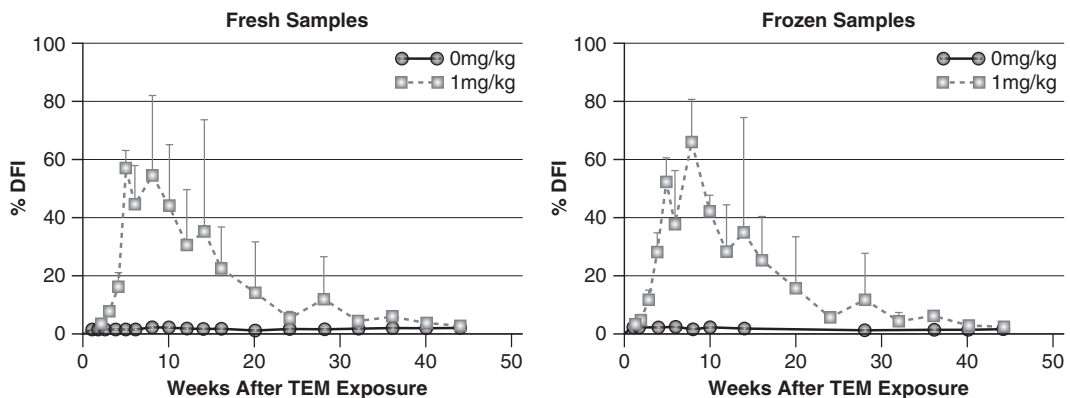 Fresh Samples
100
80
60
40
20
0
% DFI
0mg/kg
1mg/kg
0 10 20 30 40 50
Weeks After TEM Exposure
Frozen Samples
100
80
60
40
20
0
% DFI
0mg/kg
1mg/kg
0 10 20 30 40 50
Weeks After TEM Exposure